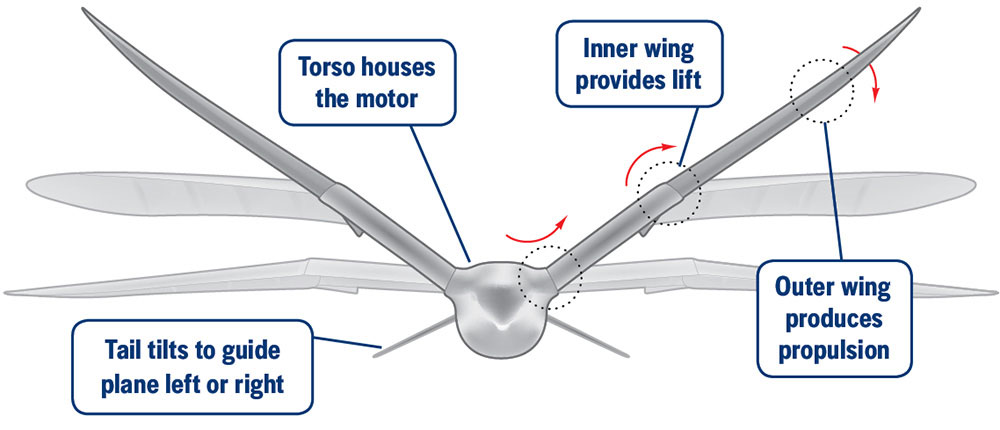 Torso houses
the motor
Inner wing
provides lift
Outer wing
produces
propulsion
Tail tilts to guide
plane left or right